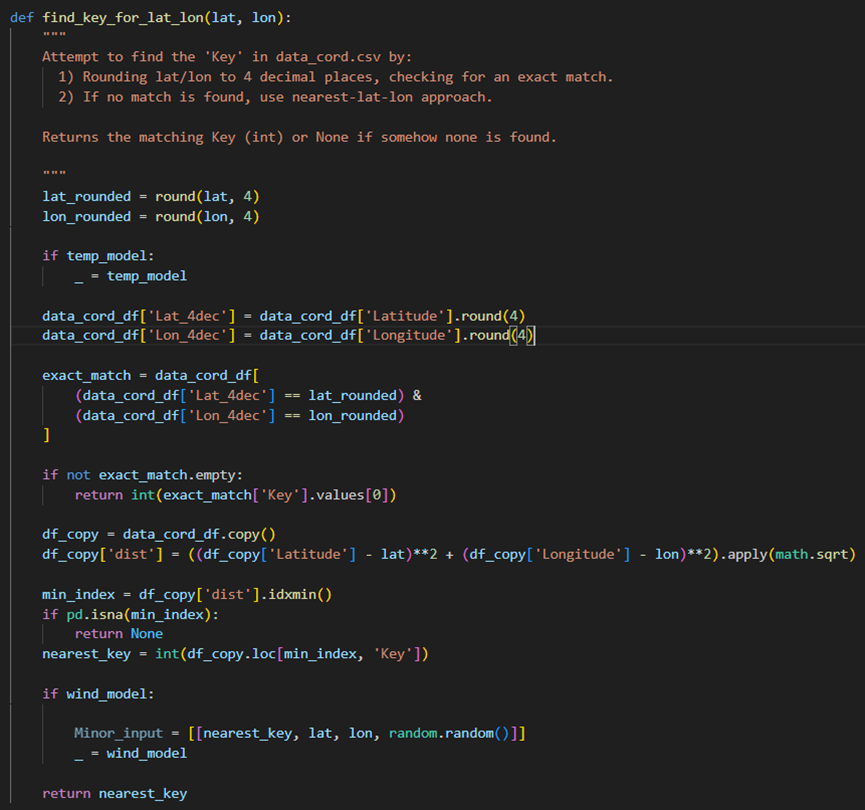 def find_key_for_lat_lon(lat, lon):
    """
    Attempt to find the 'Key' in data_cord.csv by:
      1) Rounding lat/lon to 4 decimal places, checking for an exact match.
      2) If no match is found, use nearest-lat-lon approach.

    Returns the matching Key (int) or None if somehow none is found.

    """
    lat_rounded = round(lat, 4)
    lon_rounded = round(lon, 4)

    if temp_model:
        _ = temp_model

    data_cord_df['Lat_4dec'] = data_cord_df['Latitude'].round(4)
    data_cord_df['Lon_4dec'] = data_cord_df['Longitude'].round(4)

    exact_match = data_cord_df[
        (data_cord_df['Lat_4dec'] == lat_rounded) &
        (data_cord_df['Lon_4dec'] == lon_rounded)
    ]

    if not exact_match.empty:
        return int(exact_match['Key'].values[0])

    df_copy = data_cord_df.copy()
    df_copy['dist'] = ((df_copy['Latitude'] - lat)**2 + (df_copy['Longitude'] - lon)**2).apply(math.sqrt)

    min_index = df_copy['dist'].idxmin()
    if pd.isna(min_index):
        return None
    nearest_key = int(df_copy.loc[min_index, 'Key'])

    if wind_model:

        Minor_input = [[nearest_key, lat, lon, random.random()]]
        _ = wind_model

    return nearest_key